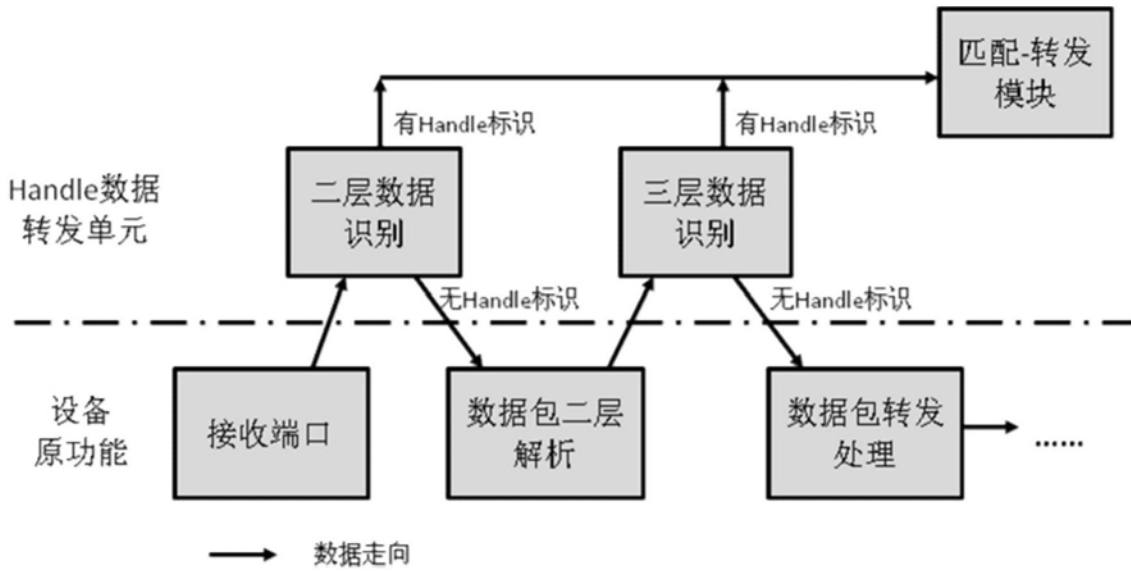 匹配-转发
模块
有Handle标识
有Handle标识
Handle数据
转发单元
二层数据
识别
三层数据
识别
无Handle标识
无Handle标识
设备
原功能
接收端口
数据包二层
解析
数据包转发
处理
……
数据走向